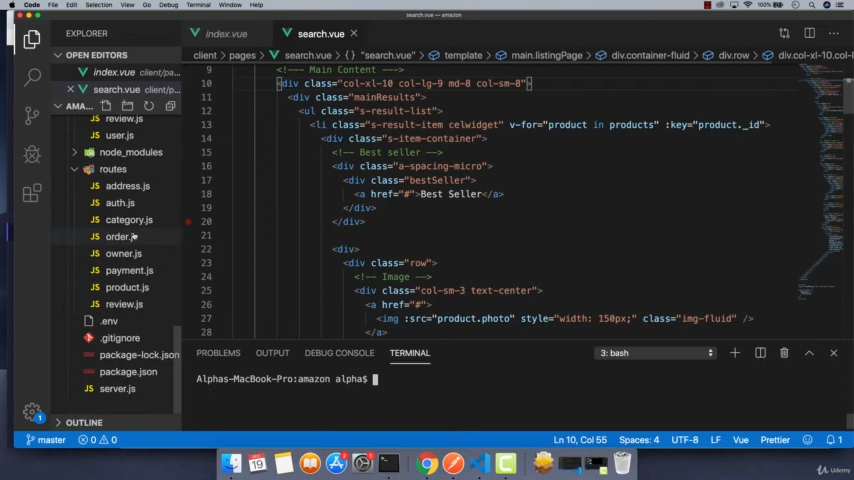 Code File Edit Selection View Go Debug Terminal Window Help
100%
search.vue — amazon
EXPLORER
index.vue
search.vue
OPEN EDITORS
index.vue client/pa...
search.vue client/pa...
client > pages > search.vue > {} "search.vue" > template > main.listingPage > div.container-fluid > div.row > div.col-xl-10.col-l
AMA...
review.js
user.js
node_modules
routes
address.js
auth.js
category.js
order.js
owner.js
payment.js
product.js
review.js
.env
.gitignore
package-lock.json
package.json
server.js
OUTLINE
9 <!--- Main Content --->
10 <div class="col-xl-10 col-lg-9 md-8 col-sm-8">
11 <div class="mainResults">
12 <ul class="s-result-list">
13 <li class="s-result-item celwidget" v-for="product in products" :key="product._id">
14 <div class="s-item-container">
15 <!-- Best seller -->
16 <div class="a-spacing-micro">
17 <div class="bestSeller">
18 <a href="#">Best Seller</a>
19 </div>
20 </div>
21
22 <div>
23 <div class="row">
24 <!-- Image -->
25 <div class="col-sm-3 text-center">
26 <a href="#">
27 <img :src="product.photo" style="width: 150px;" class="img-fluid" />
28 </a>
PROBLEMS OUTPUT DEBUG CONSOLE TERMINAL
3: bash
Alphas-MacBook-Pro:amazon alpha$
1
master 0 0
Ln 10, Col 55 Spaces: 4 UTF-8 LF Vue Prettier 1
19
Udemy